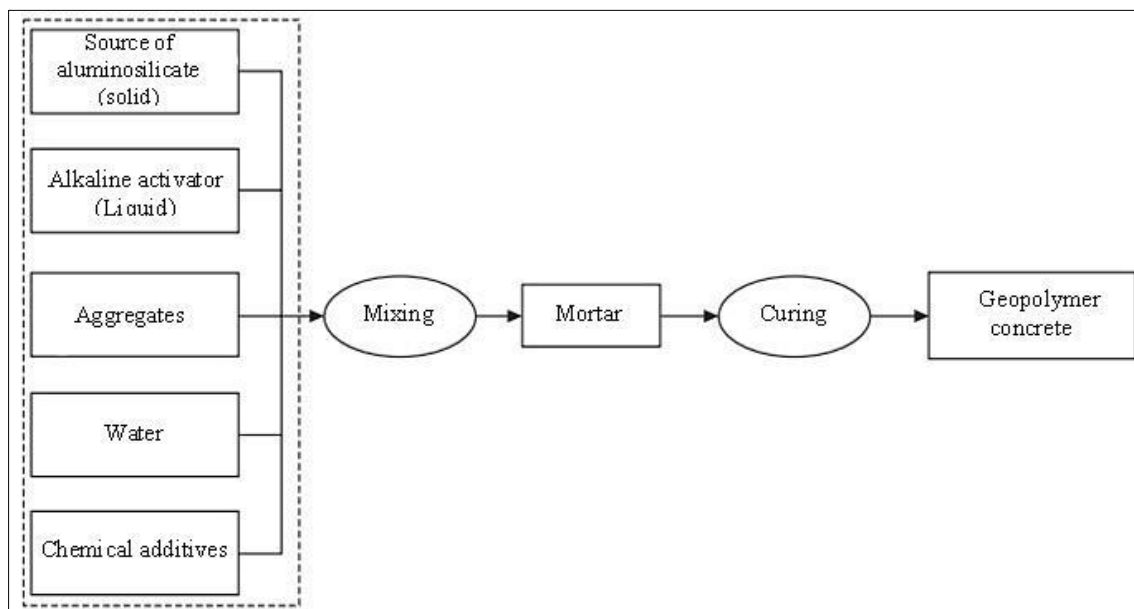 Source of
aluminosilicate
(solid)
Alkaline activator
(Liquid)
Aggregates
Water
Chemical additives
Mixing
Mortar
Curing
Geopolymer
concrete